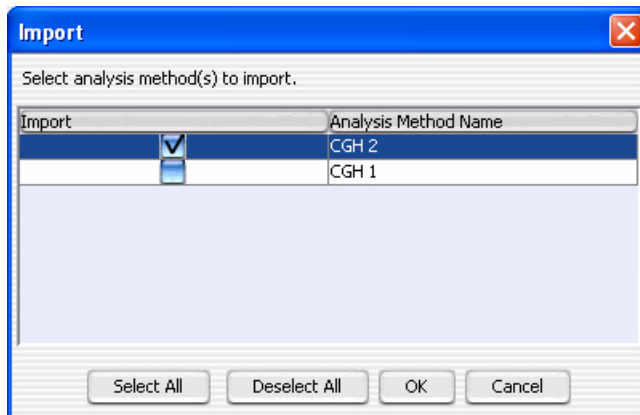 Import
Select analysis method(s) to import.
Import Analysis Method Name
CGH 2
CGH 1
Select All Deselect All OK Cancel